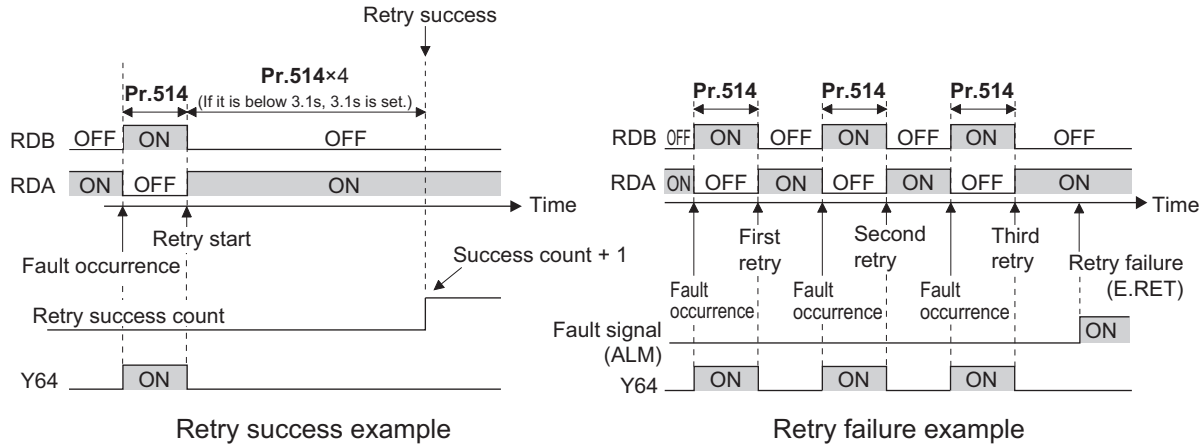 Retry success
Pr.514×4
Pr.514
(If it is below 3.1s, 3.1s is set.)
RDB OFF ON OFF
RDA ON OFF ON
Time
Retry start
Fault occurrence
Success count + 1
Retry success count
Y64 ON
Retry success example
Pr.514 Pr.514 Pr.514
RDB OFF ON OFF ON OFF ON OFF
RDA ON OFF ON OFF ON OFF ON
Time
First
retry
Second
retry
Third
retry
Retry failure
(E.RET)
Fault
occurrence
Fault
occurrence
Fault
occurrence
Fault signal
(ALM)
ON
Y64 ON ON ON
Retry failure example